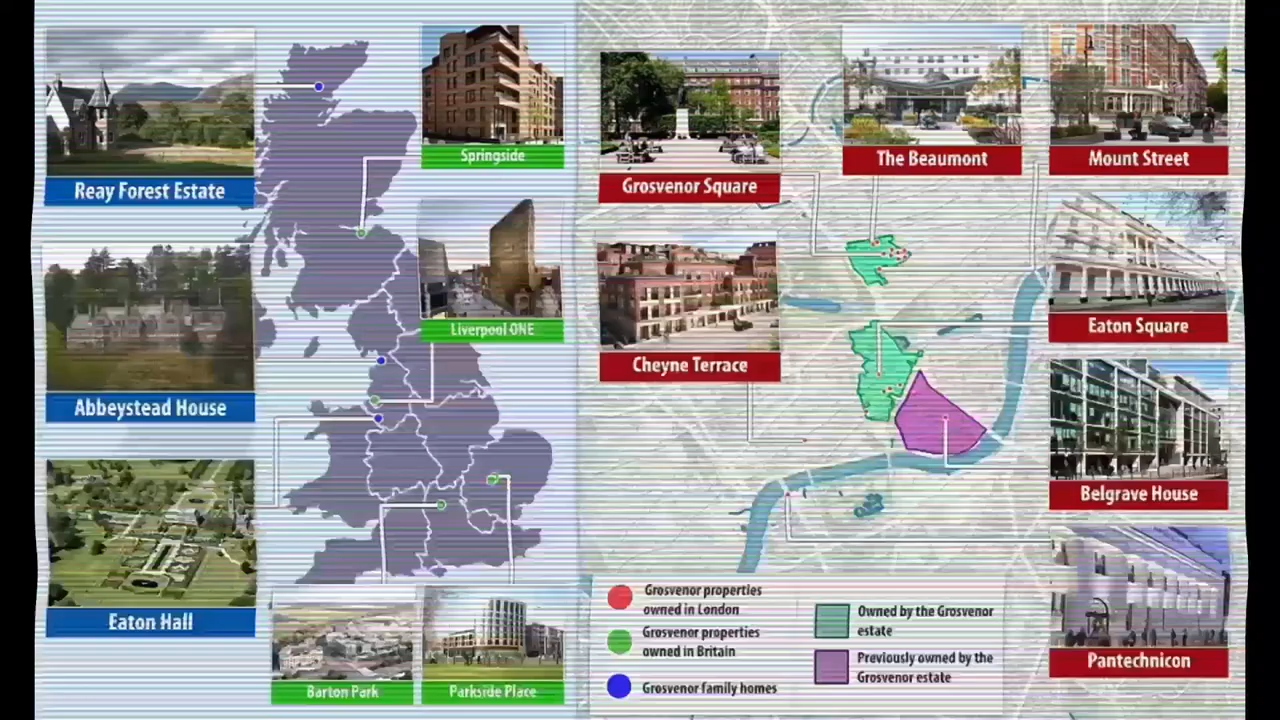 Reay Forest Estate
Springside
Grosvenor Square
The Beaumont
Mount Street
Abbeystead House
Liverpool ONE
Cheyne Terrace
Eaton Square
Belgrave House
Eaton Hall
Barton Park
Parkside Place
Pantechnicon
Grosvenor properties
owned in London
Grosvenor properties
owned in Britain
Grosvenor family homes
Owned by the Grosvenor
estate
Previously owned by the
Grosvenor estate